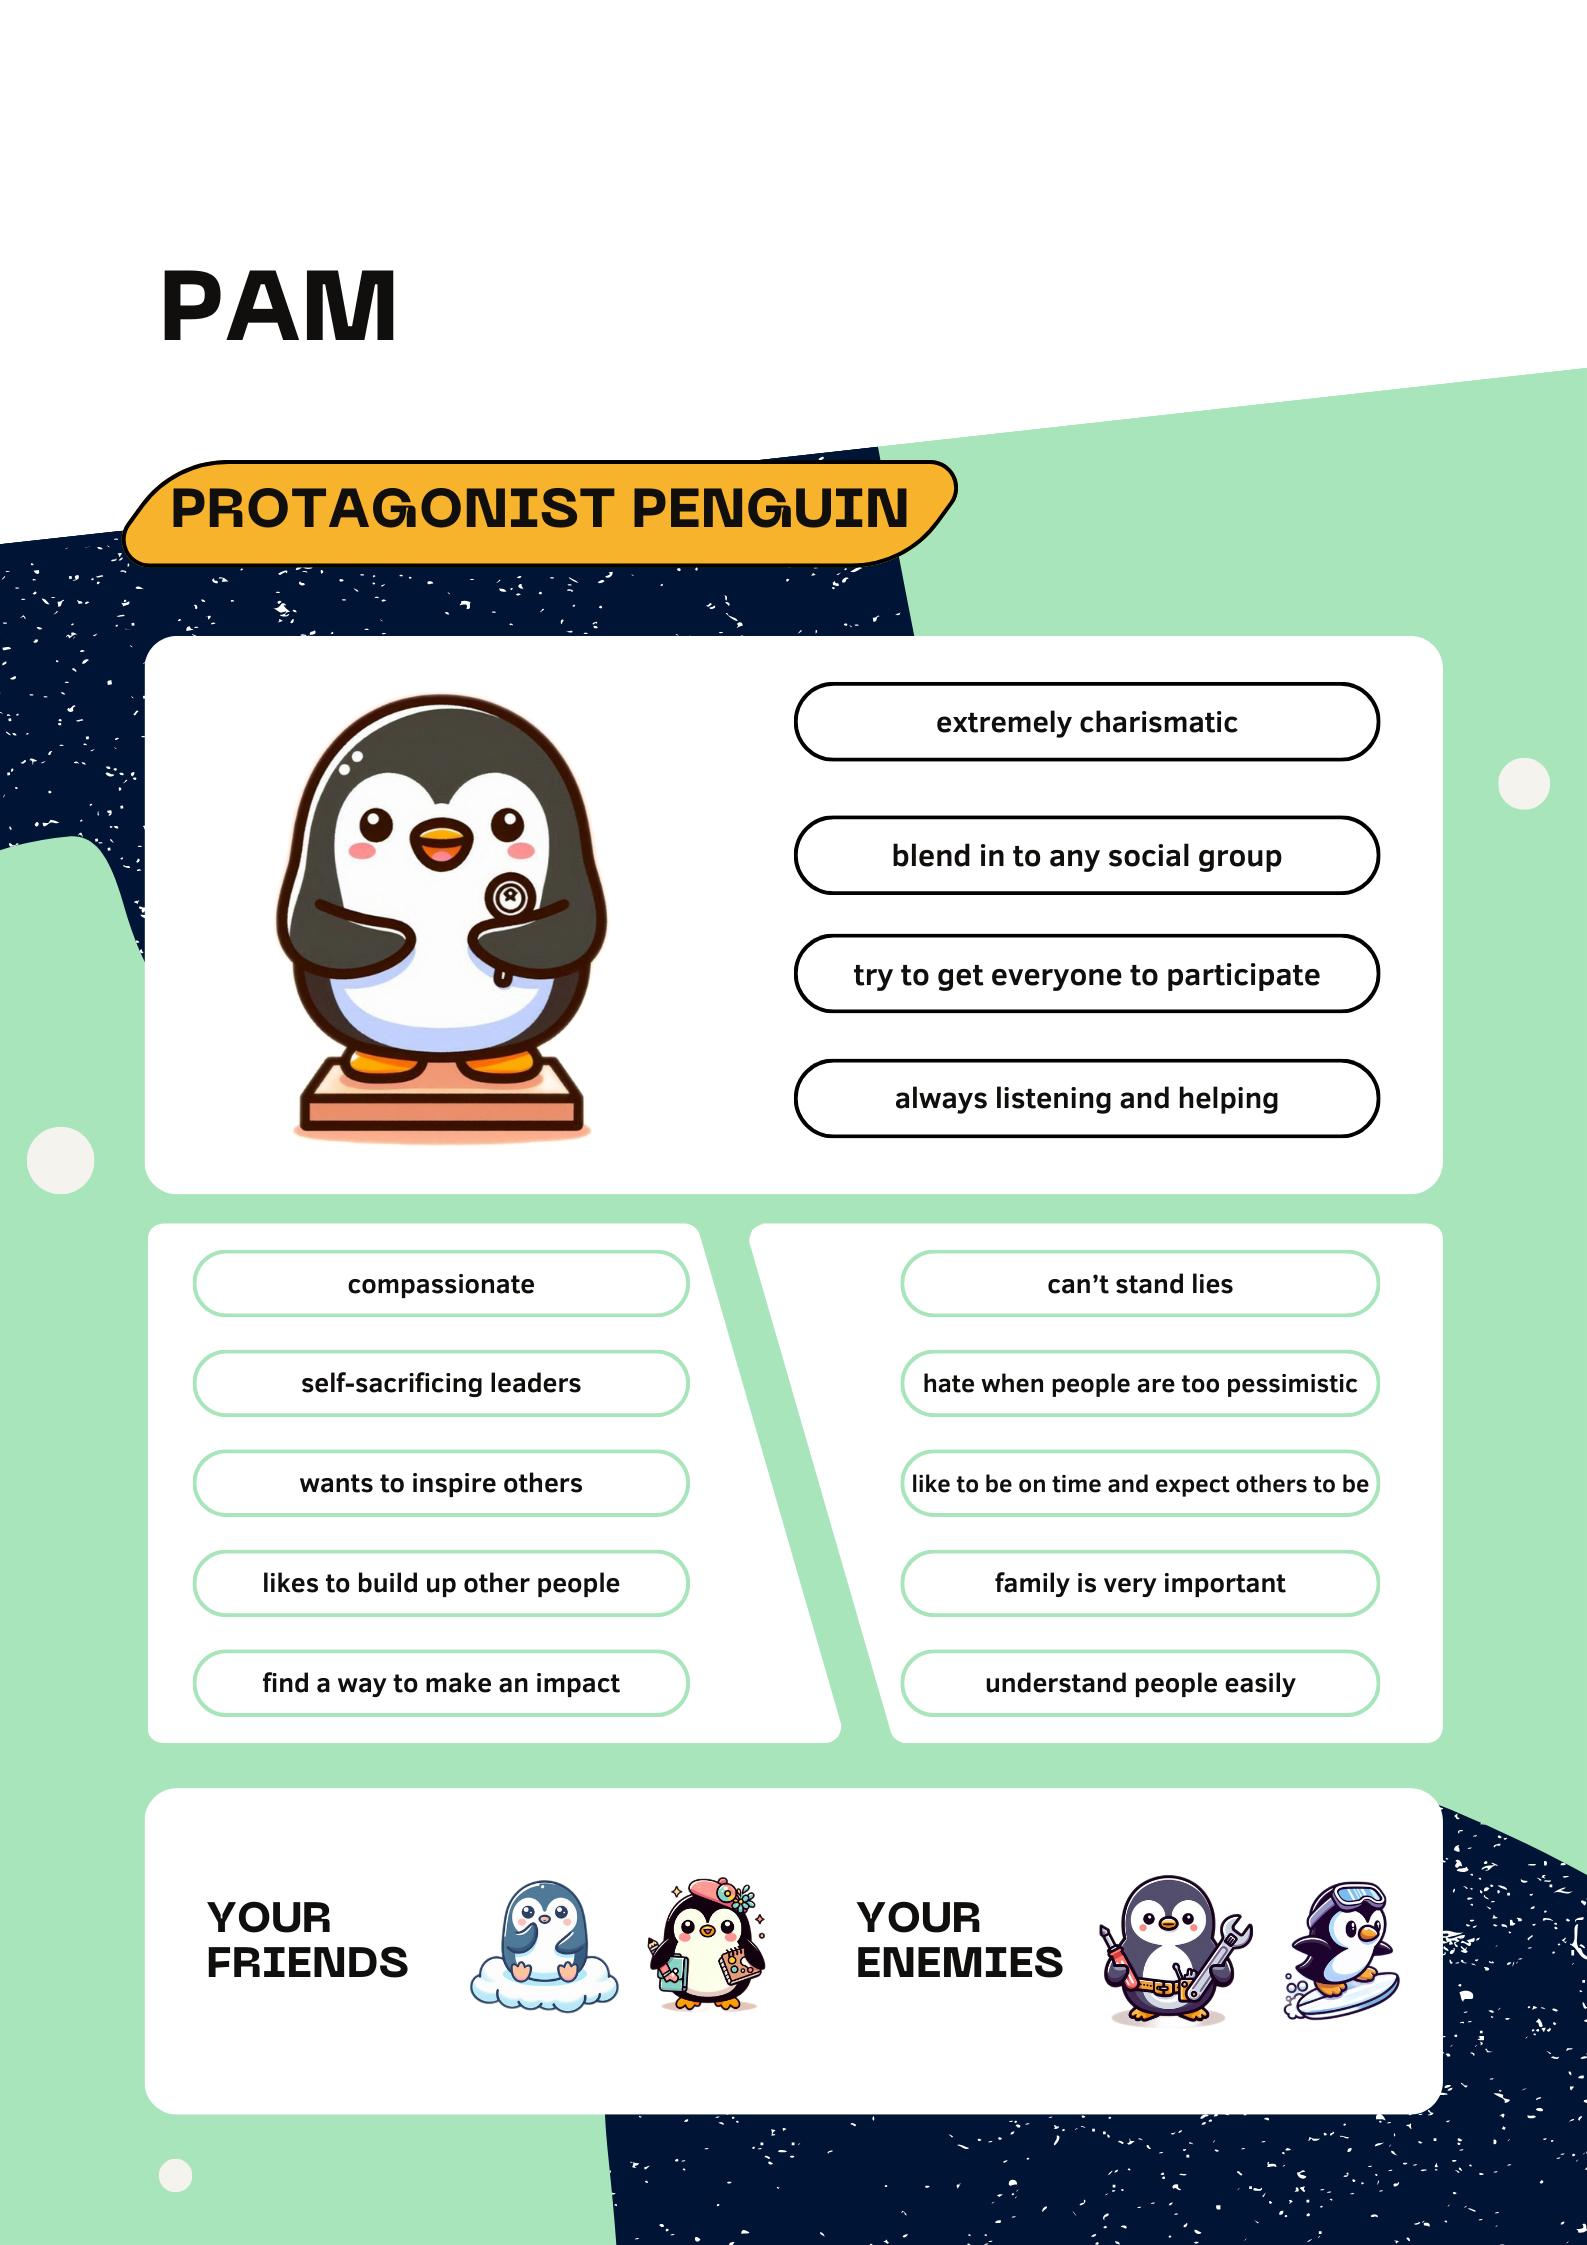 PAM
PROTAGONIST PENGUIN
extremely charismatic
blend in to any social group
try to get everyone to participate
always listening and helping
compassionate
self-sacrificing leaders
wants to inspire others
likes to build up other people
find a way to make an impact
can’t stand lies
hate when people are too pessimistic
like to be on time and expect others to be
family is very important
understand people easily
YOUR
FRIENDS
YOUR
ENEMIES